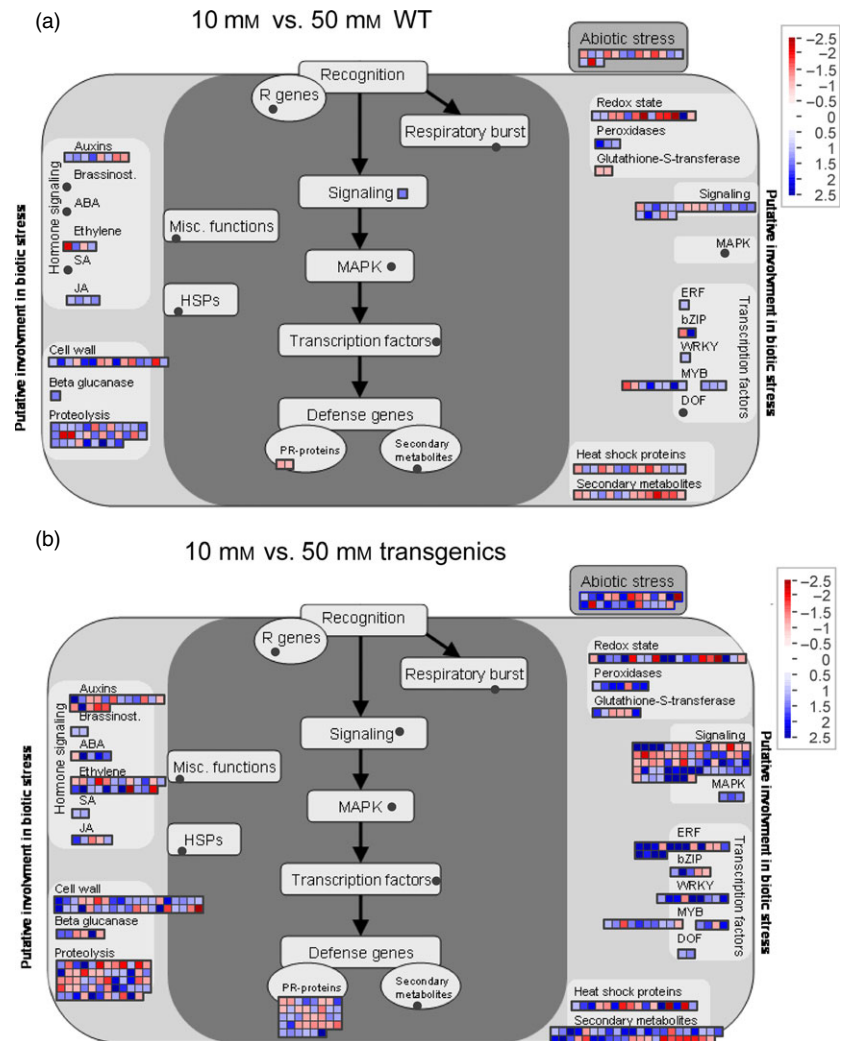 (a)
10 mM vs. 50 mM WT
Abiotic stress
Recognition
R genes
Respiratory burst
Redox state
Peroxidases
Glutathione-S-transferase
Auxins
Brassinost.
ABA
Ethylene
SA
JA
Hormone signaling
Signaling
Signaling
Misc. functions
MAPK
MAPK
HSPs
ERF
bZIP
WRKY
MYB
DOF
Transcription factors
Transcription factors
Cell wall
Beta glucanase
Proteolysis
Defense genes
PR-proteins
Secondary
metabolites
Heat shock proteins
Secondary metabolites
Putative involvment in biotic stress
Putative involvment in biotic stress
-2.5
-2
-1.5
-1
-0.5
0
0.5
1
1.5
2
2.5
(b)
10 mM vs. 50 mM transgenics
Abiotic stress
Recognition
R genes
Respiratory burst
Redox state
Peroxidases
Glutathione-S-transferase
Auxins
Brassinost.
ABA
Ethylene
SA
JA
Hormone signaling
Signaling
Signaling
Misc. functions
MAPK
MAPK
HSPs
ERF
bZIP
WRKY
MYB
DOF
Transcription factors
Transcription factors
Cell wall
Beta glucanase
Proteolysis
Defense genes
PR-proteins
Secondary
metabolites
Heat shock proteins
Secondary metabolites
Putative involvment in biotic stress
Putative involvment in biotic stress
-2.5
-2
-1.5
-1
-0.5
0
0.5
1
1.5
2
2.5